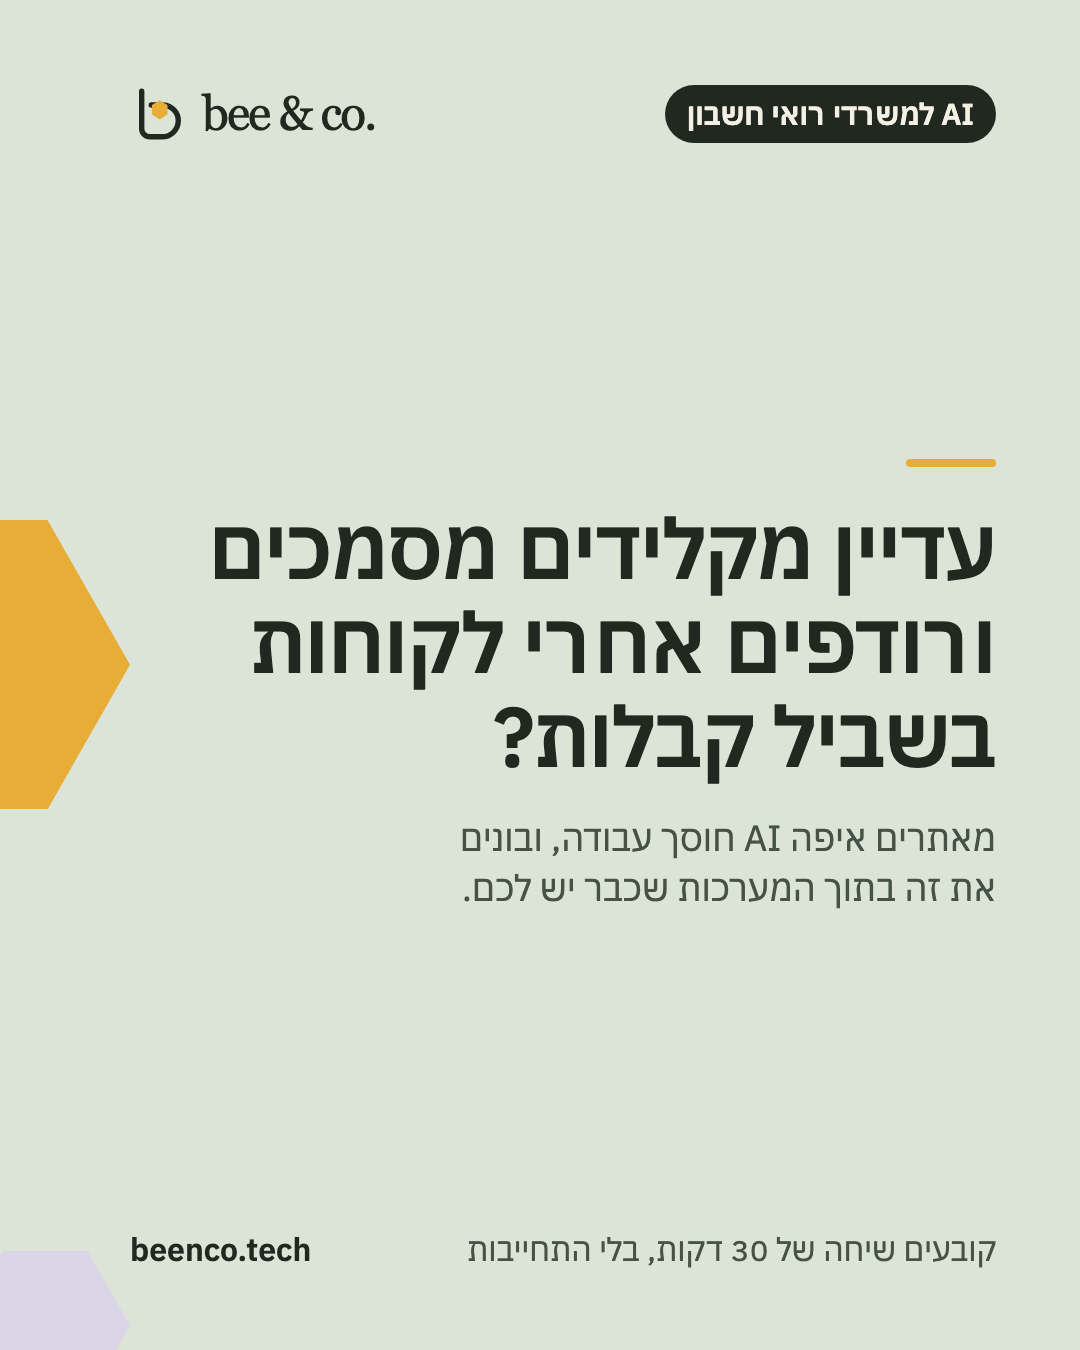 AI למשרדי רואי חשבון
bee & co.
עדיין מקלידים מסמכים
ורודפים אחרי לקוחות
בשביל קבלות?
מאתרים איפה AI חוסך עבודה, ובונים
את זה בתוך המערכות שכבר יש לכם.
קובעים שיחה של 30 דקות, בלי התחייבות
beenco.tech